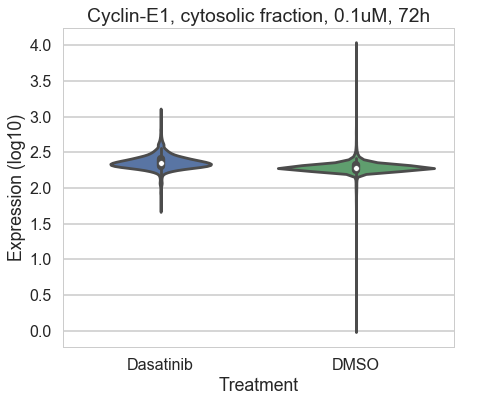 Cyclin-E1, cytosolic fraction, 0.1uM, 72h
4.0
3.5
3.0
2.5
2.0
1.5
1.0
0.5
0.0
Expression (log10)
Dasatinib DMSO
Treatment